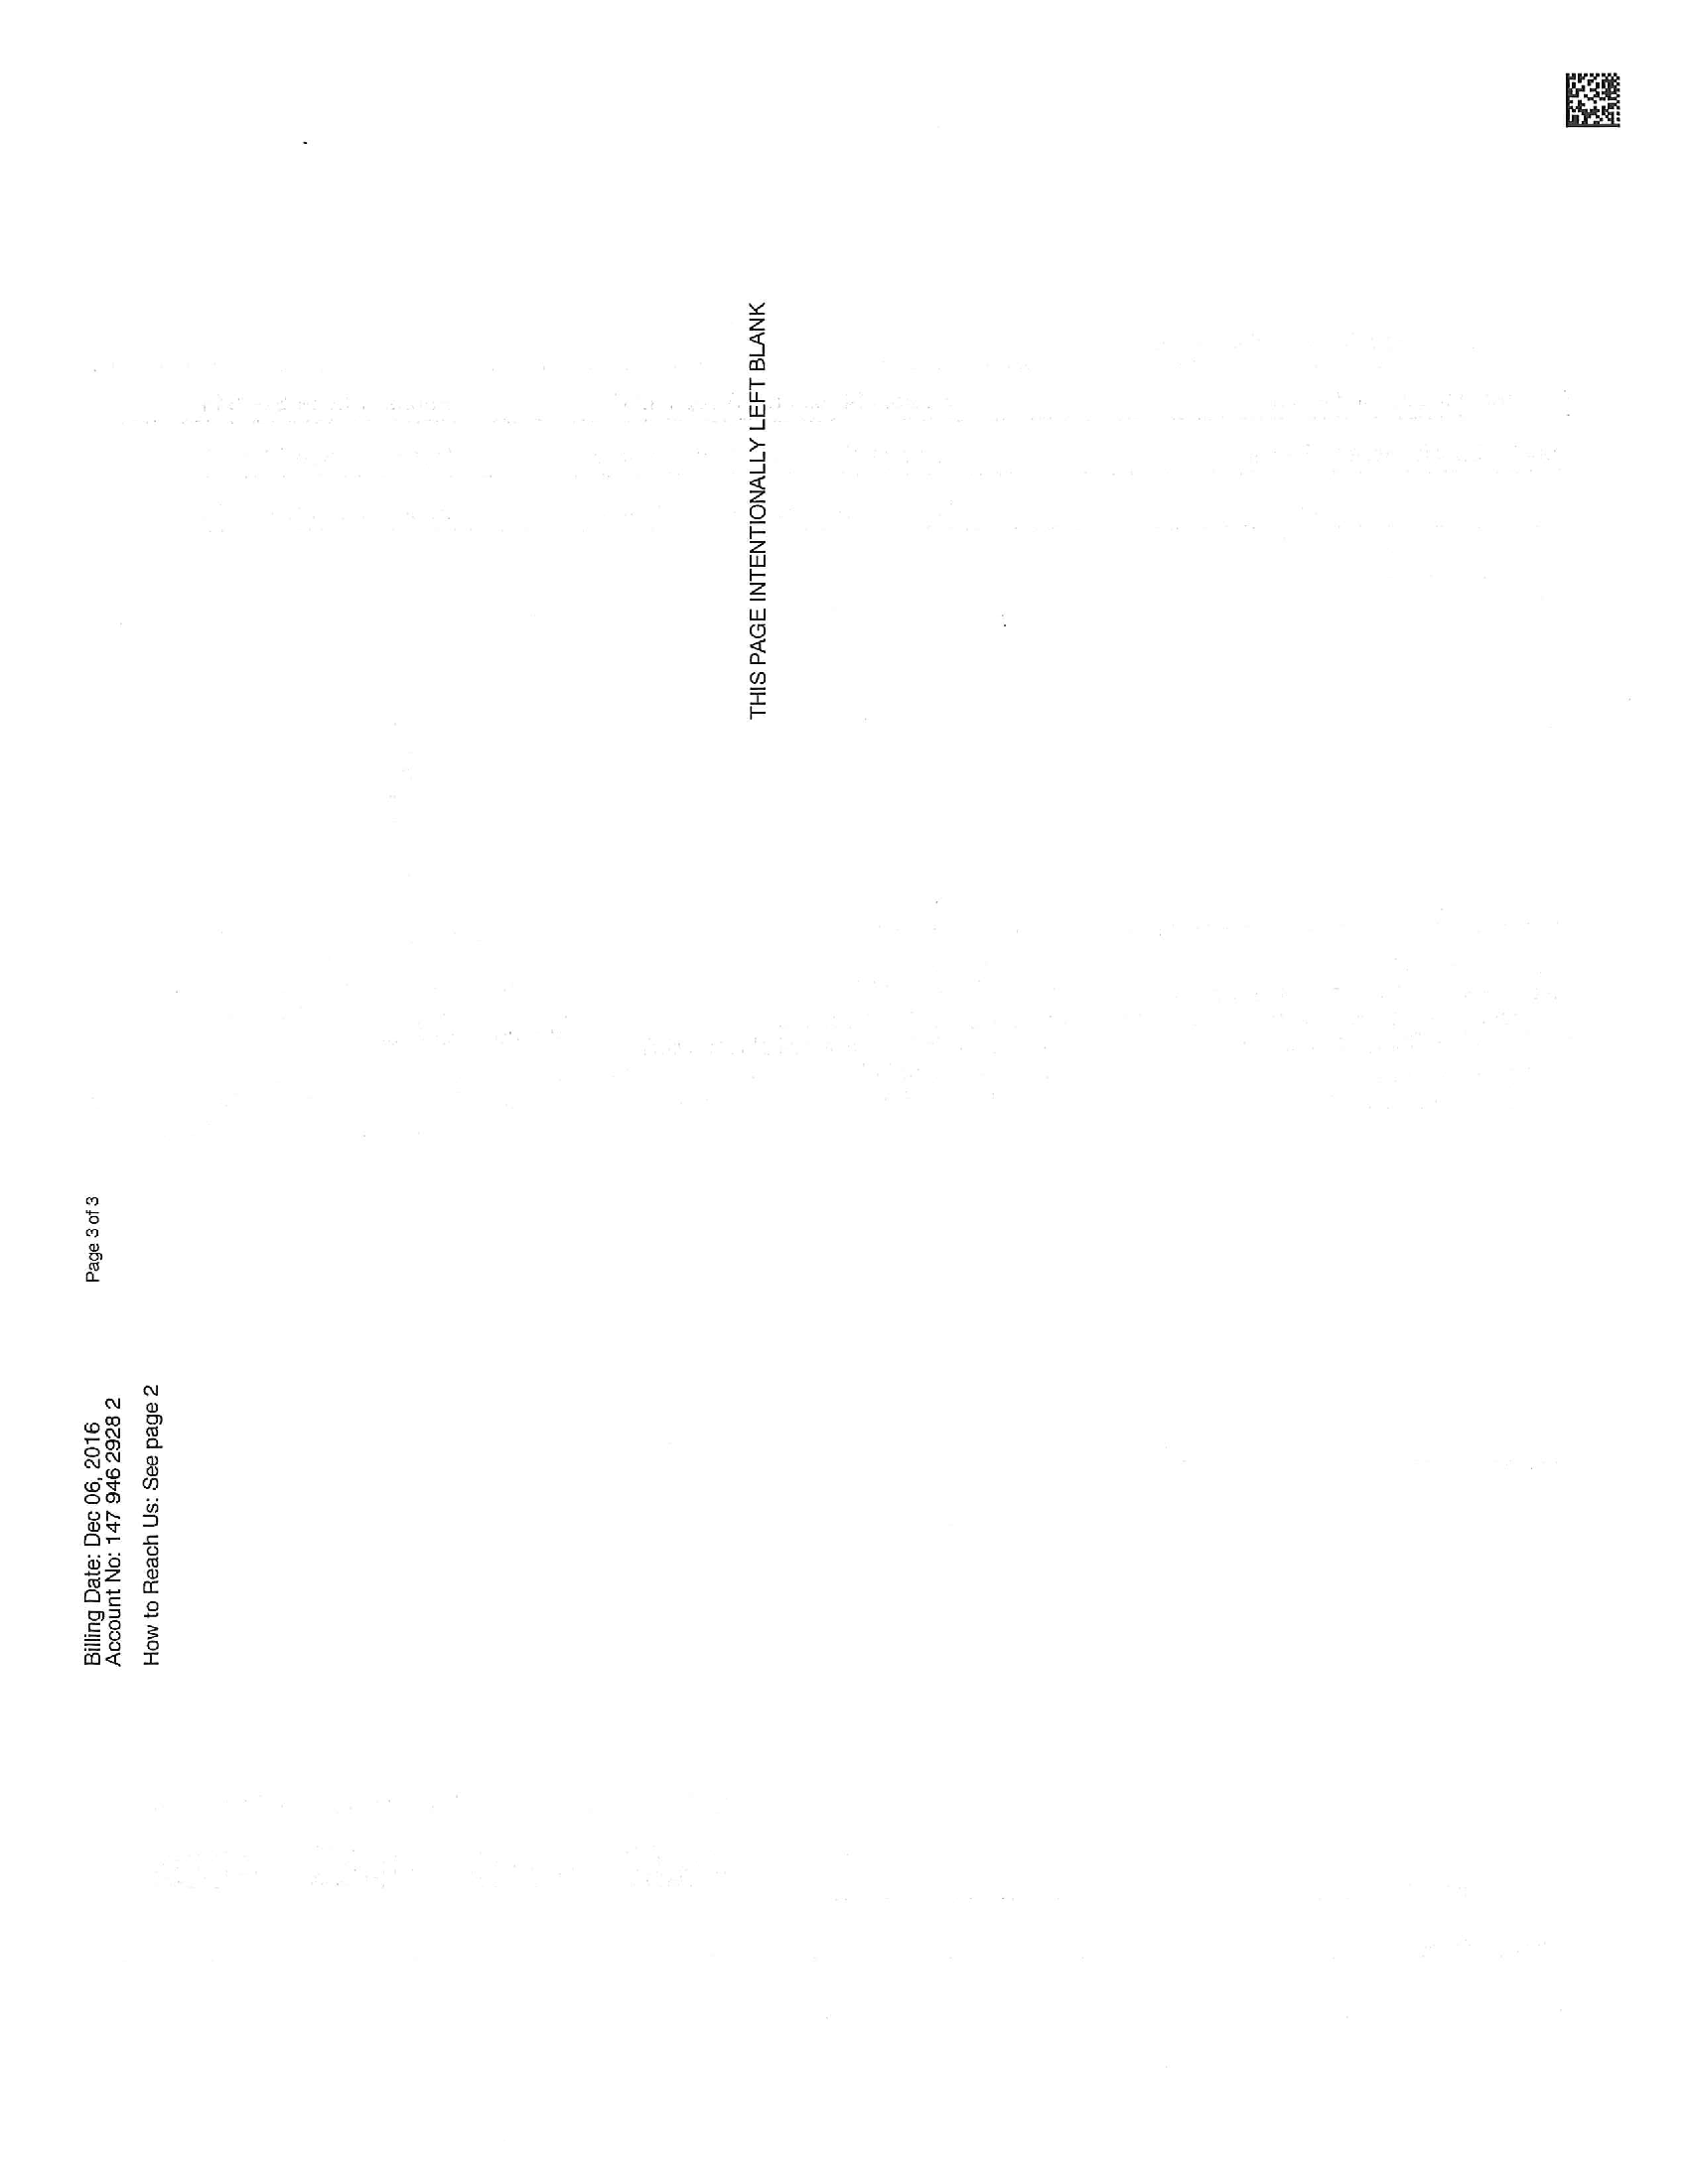 Billing Date: Dec 06, 2016
Page 3 of 3
Account No: 147 946 2928 2
How to Reach Us: See page 2
THIS PAGE INTENTIONALLY LEFT BLANK